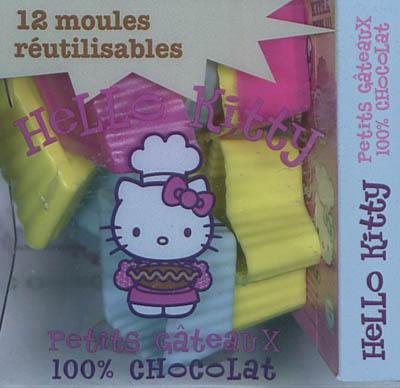 12 moules
réutilisables
Hello Kitty
Petits Gâteaux
100% CHocoLat
Hello Kitty
Petits Gâteaux
100% CHocoLat